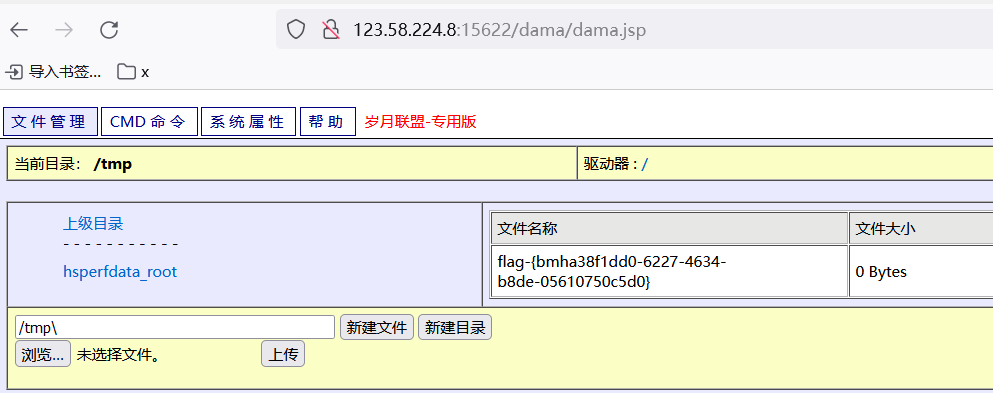 123.58.224.8:15622/dama/dama.jsp
导入书签... x
文件管理 CMD 命令 系统属性 帮助 岁月联盟-专用版
当前目录: /tmp 驱动器 : /
上级目录
- - - - - - - - - - -
hsperfdata_root
文件名称 文件大小
flag-{bmha38f1dd0-6227-4634-
b8de-05610750c5d0} 0 Bytes
/tmp\ 新建文件 新建目录
浏览... 未选择文件。 上传